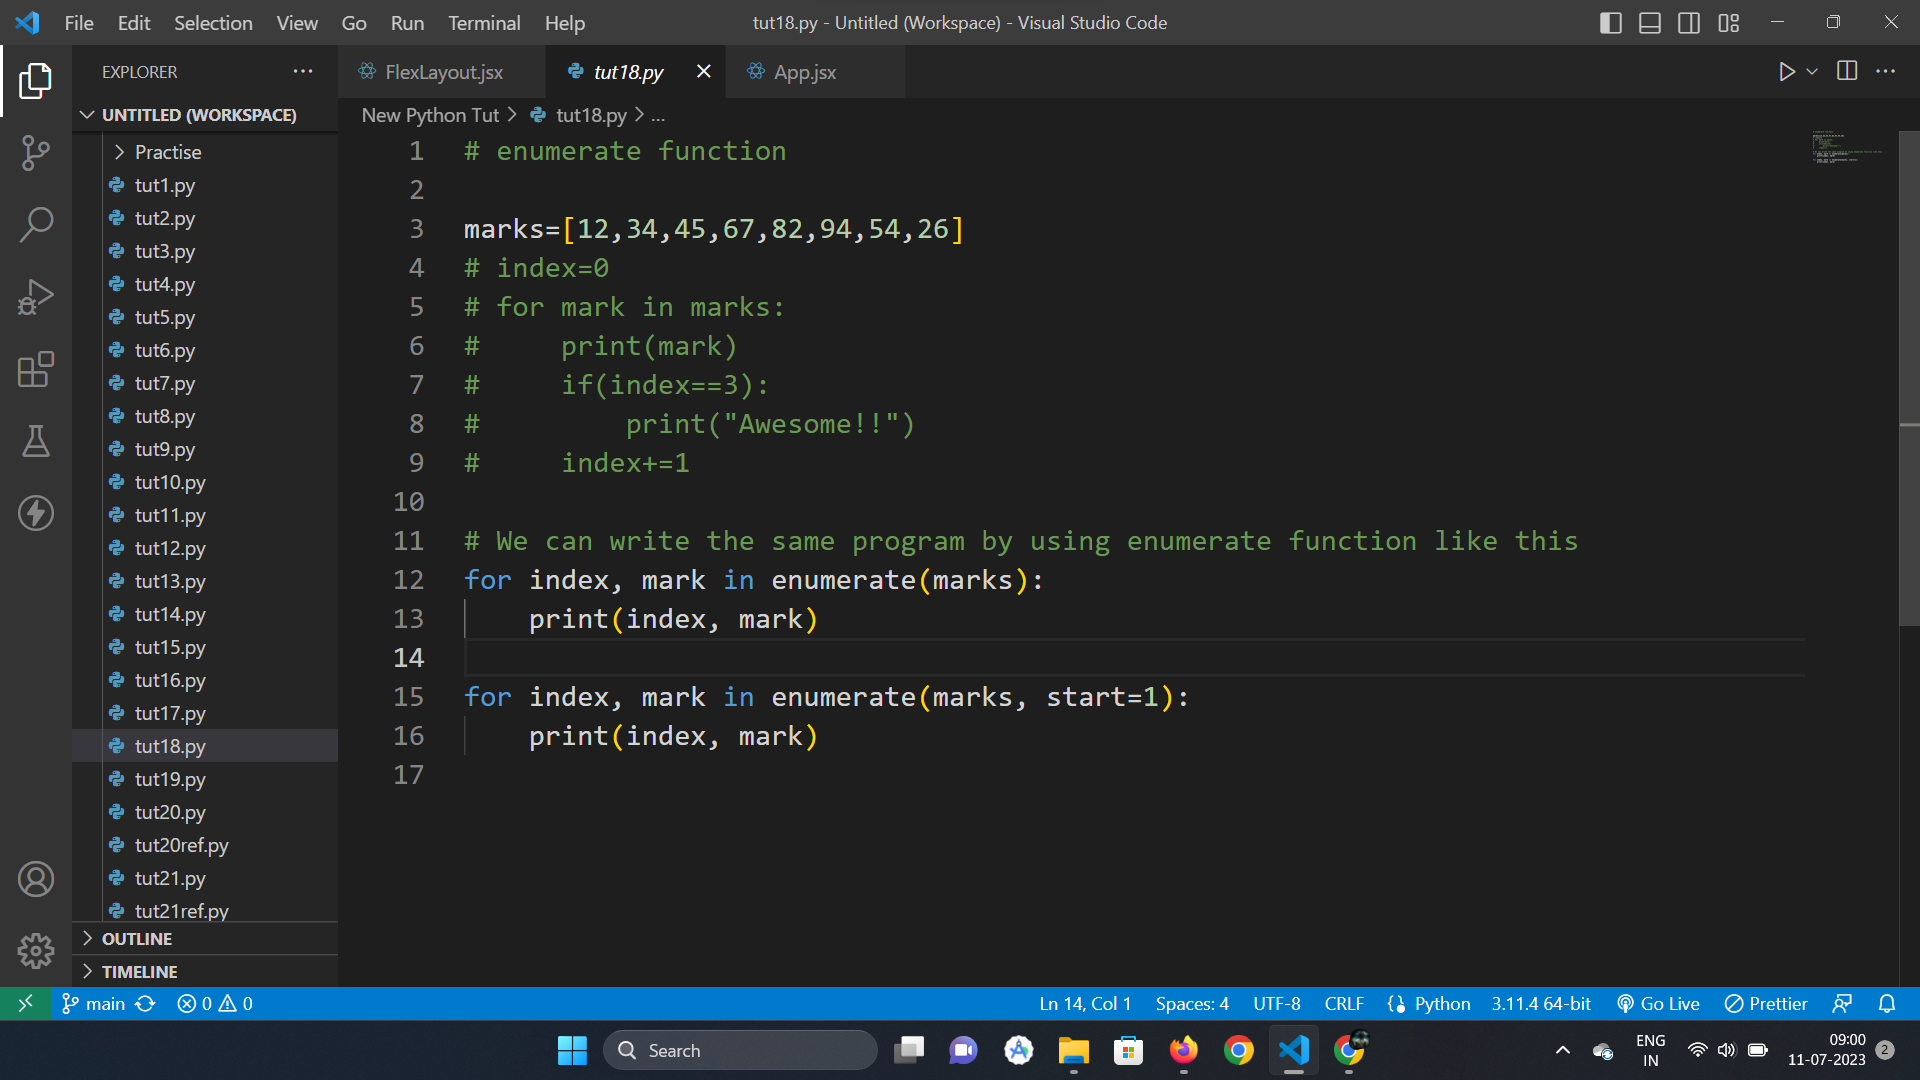 File Edit Selection View Go Run Terminal Help
tut18.py - Untitled (Workspace) - Visual Studio Code
EXPLORER
FlexLayout.jsx
tut18.py
App.jsx
UNTITLED (WORKSPACE)
New Python Tut > tut18.py > ...
Practise
tut1.py
tut2.py
tut3.py
tut4.py
tut5.py
tut6.py
tut7.py
tut8.py
tut9.py
tut10.py
tut11.py
tut12.py
tut13.py
tut14.py
tut15.py
tut16.py
tut17.py
tut18.py
tut19.py
tut20.py
tut20ref.py
tut21.py
tut21ref.py
OUTLINE
TIMELINE
1 # enumerate function
2
3 marks=[12,34,45,67,82,94,54,26]
4 # index=0
5 # for mark in marks:
6 #     print(mark)
7 #     if(index==3):
8 #         print("Awesome!!")
9 #     index+=1
10
11 # We can write the same program by using enumerate function like this
12 for index, mark in enumerate(marks):
13     print(index, mark)
14
15 for index, mark in enumerate(marks, start=1):
16     print(index, mark)
17
main 0 0
Ln 14, Col 1 Spaces: 4 UTF-8 CRLF Python 3.11.4 64-bit Go Live Prettier
Search
ENG
IN
09:00
11-07-2023
2